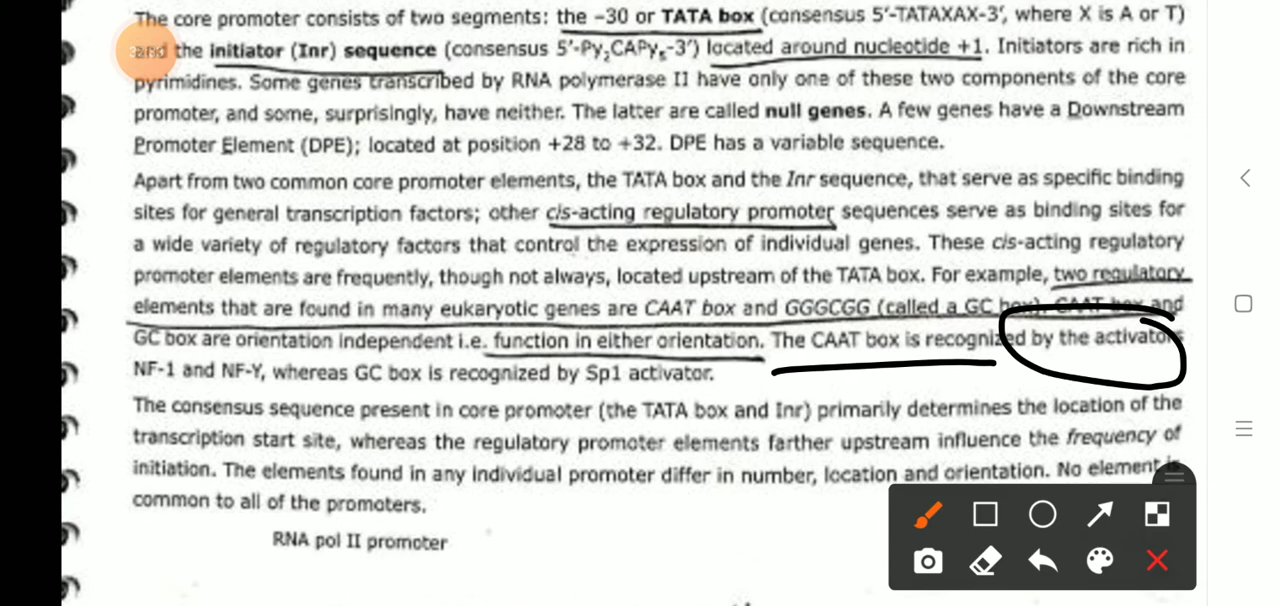 The core promoter consists of two segments: the –30 or TATA box (consensus 5′-TATAXAX-3′, where X is A or T)
and the initiator (Inr) sequence (consensus 5′-Py₂CAPy₅-3′) located around nucleotide +1. Initiators are rich in
pyrimidines. Some genes transcribed by RNA polymerase II have only one of these two components of the core
promoter, and some, surprisingly, have neither. The latter are called null genes. A few genes have a Downstream
Promoter Element (DPE); located at position +28 to +32. DPE has a variable sequence.
Apart from two common core promoter elements, the TATA box and the Inr sequence, that serve as specific binding
sites for general transcription factors; other cis-acting regulatory promoter sequences serve as binding sites for
a wide variety of regulatory factors that control the expression of individual genes. These cis-acting regulatory
promoter elements are frequently, though not always, located upstream of the TATA box. For example, two regulatory
elements that are found in many eukaryotic genes are CAAT box and GGGCGG (called a GC box). CAAT box and
GC box are orientation independent i.e. function in either orientation. The CAAT box is recognized by the activators
NF-1 and NF-Y, whereas GC box is recognized by Sp1 activator.
The consensus sequence present in core promoter (the TATA box and Inr) primarily determines the location of the
transcription start site, whereas the regulatory promoter elements farther upstream influence the frequency of
initiation. The elements found in any individual promoter differ in number, location and orientation. No element is
common to all of the promoters.
RNA pol II promoter